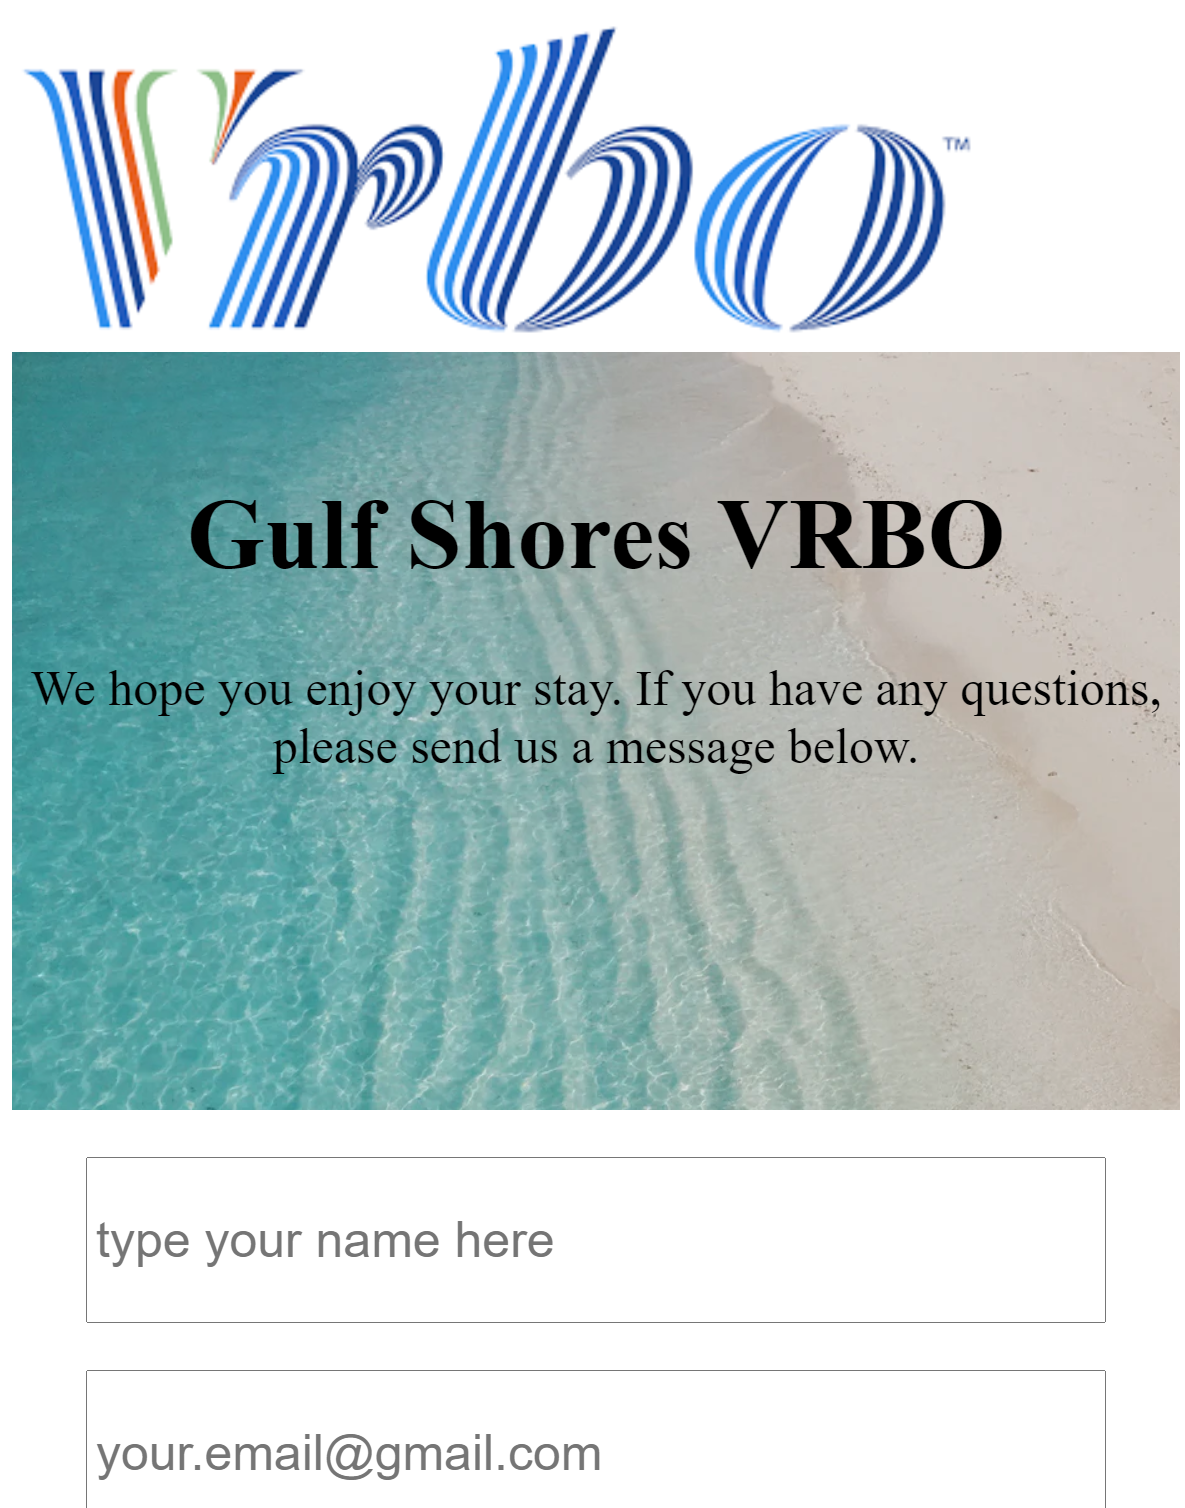 Vrbo™
Gulf Shores VRBO
We hope you enjoy your stay. If you have any questions,
please send us a message below.
type your name here
your.email@gmail.com